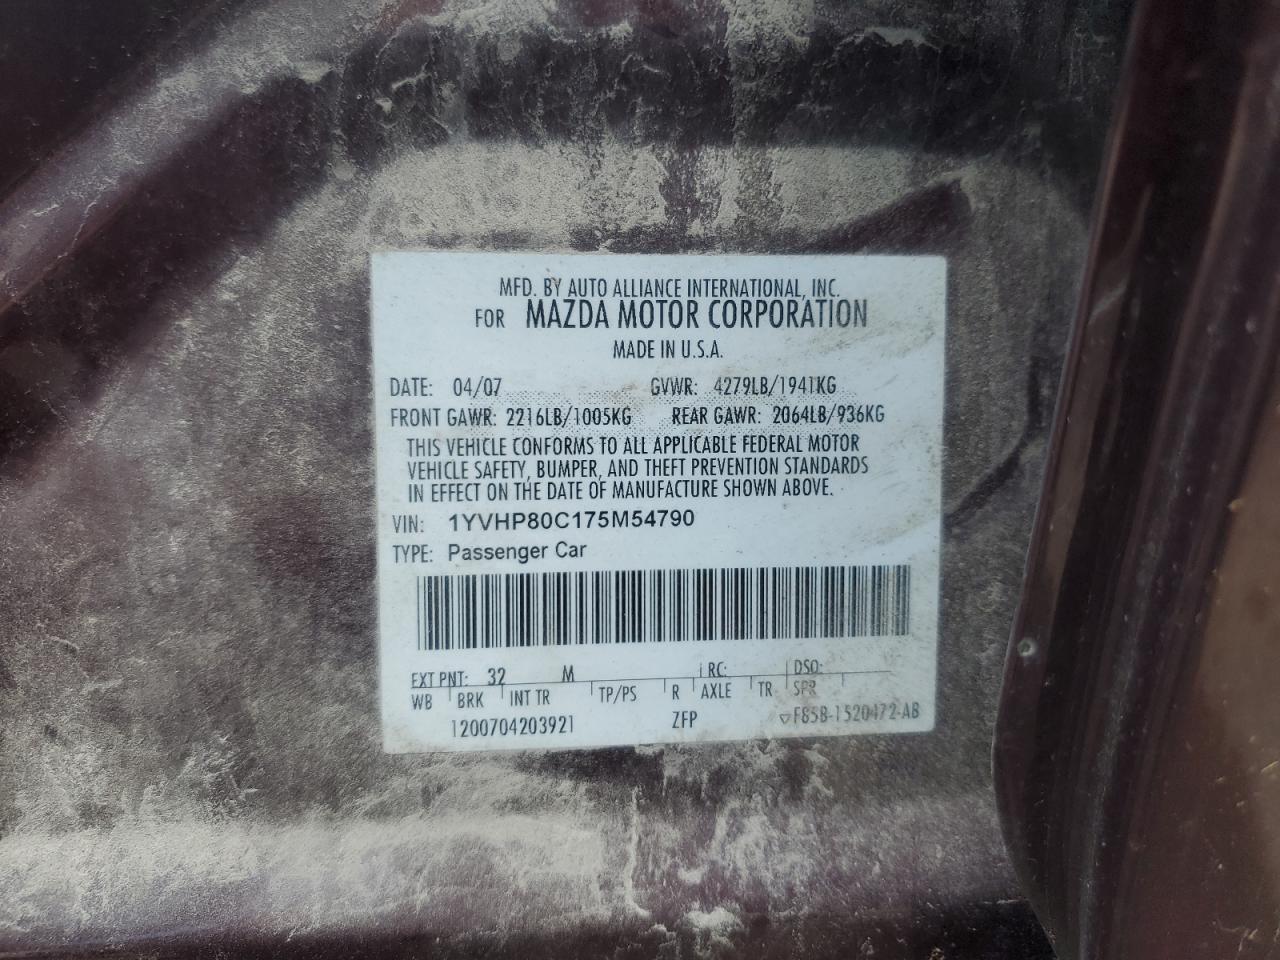 MFD. BY AUTO ALLIANCE INTERNATIONAL, INC.
FOR MAZDA MOTOR CORPORATION
MADE IN U.S.A.
DATE: 04/07 GVWR: 4279LB/1941KG
FRONT GAWR: 2216LB/1005KG REAR GAWR: 2064LB/936KG
THIS VEHICLE CONFORMS TO ALL APPLICABLE FEDERAL MOTOR
VEHICLE SAFETY, BUMPER, AND THEFT PREVENTION STANDARDS
IN EFFECT ON THE DATE OF MANUFACTURE SHOWN ABOVE.
VIN: 1YVHP80C175M54790
TYPE: Passenger Car
EXT PNT: 32 M RC: DSO:
WB BRK INT TR TP/PS R AXLE TR SPR
1200704203921 ZFP ▽F85B-1520472-AB